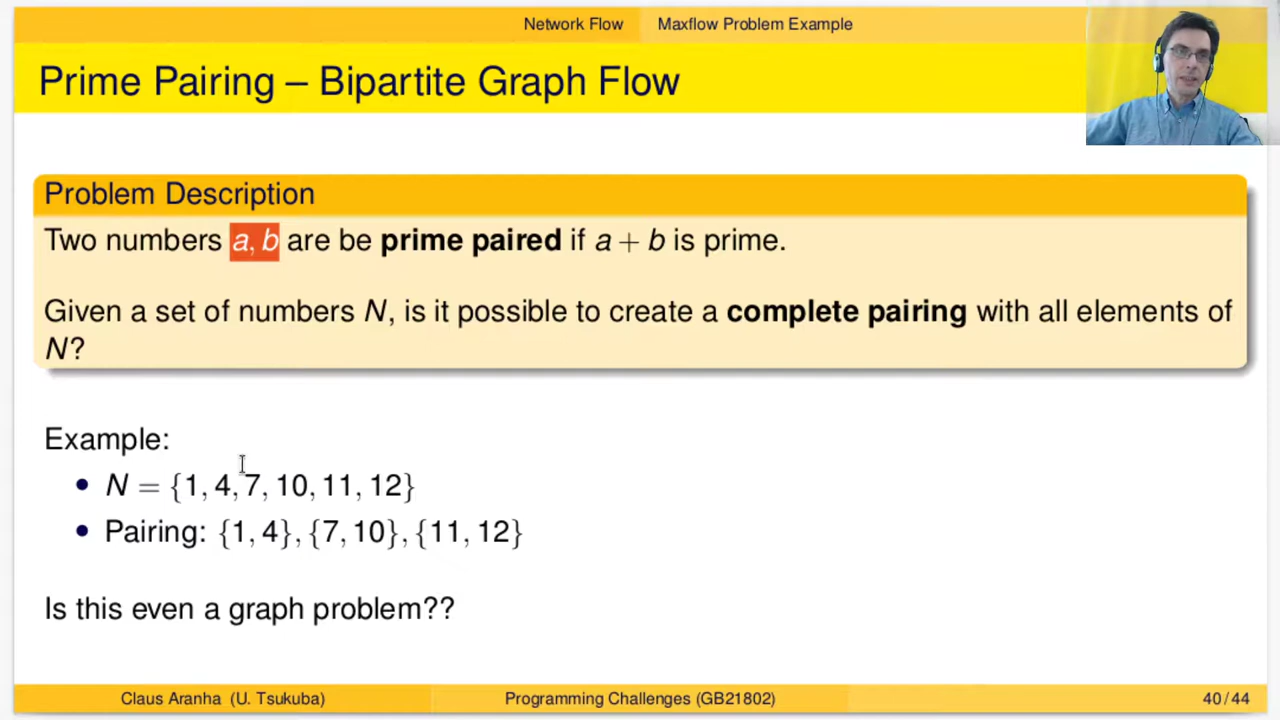 Network Flow Maxflow Problem Example
Prime Pairing – Bipartite Graph Flow
Problem Description
Two numbers a, b are be prime paired if a + b is prime.
Given a set of numbers N, is it possible to create a complete pairing with all elements of
N?
Example:
• N = {1, 4, 7, 10, 11, 12}
• Pairing: {1, 4}, {7, 10}, {11, 12}
Is this even a graph problem??
Claus Aranha (U. Tsukuba) Programming Challenges (GB21802) 40 / 44